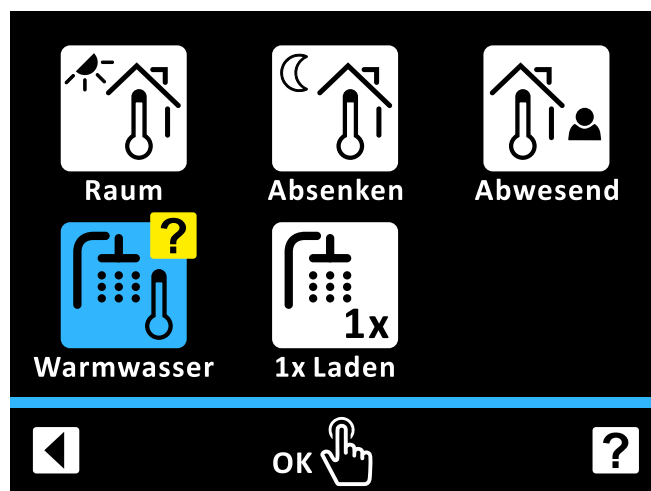 Raum
Absenken
Abwesend
?
Warmwasser
1x
1x Laden
OK
?